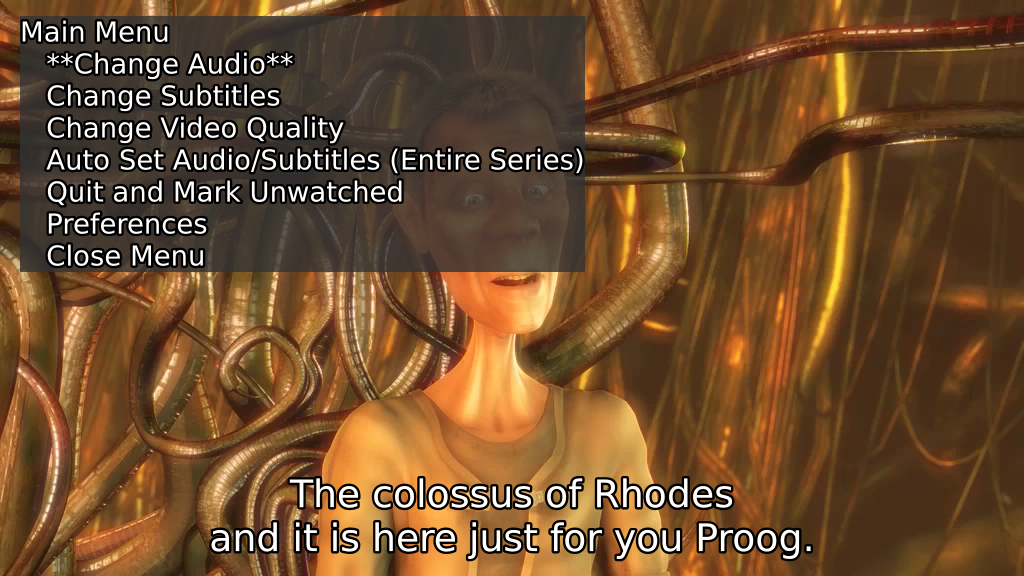 Main Menu
**Change Audio**
Change Subtitles
Change Video Quality
Auto Set Audio/Subtitles (Entire Series)
Quit and Mark Unwatched
Preferences
Close Menu
The colossus of Rhodes
and it is here just for you Proog.